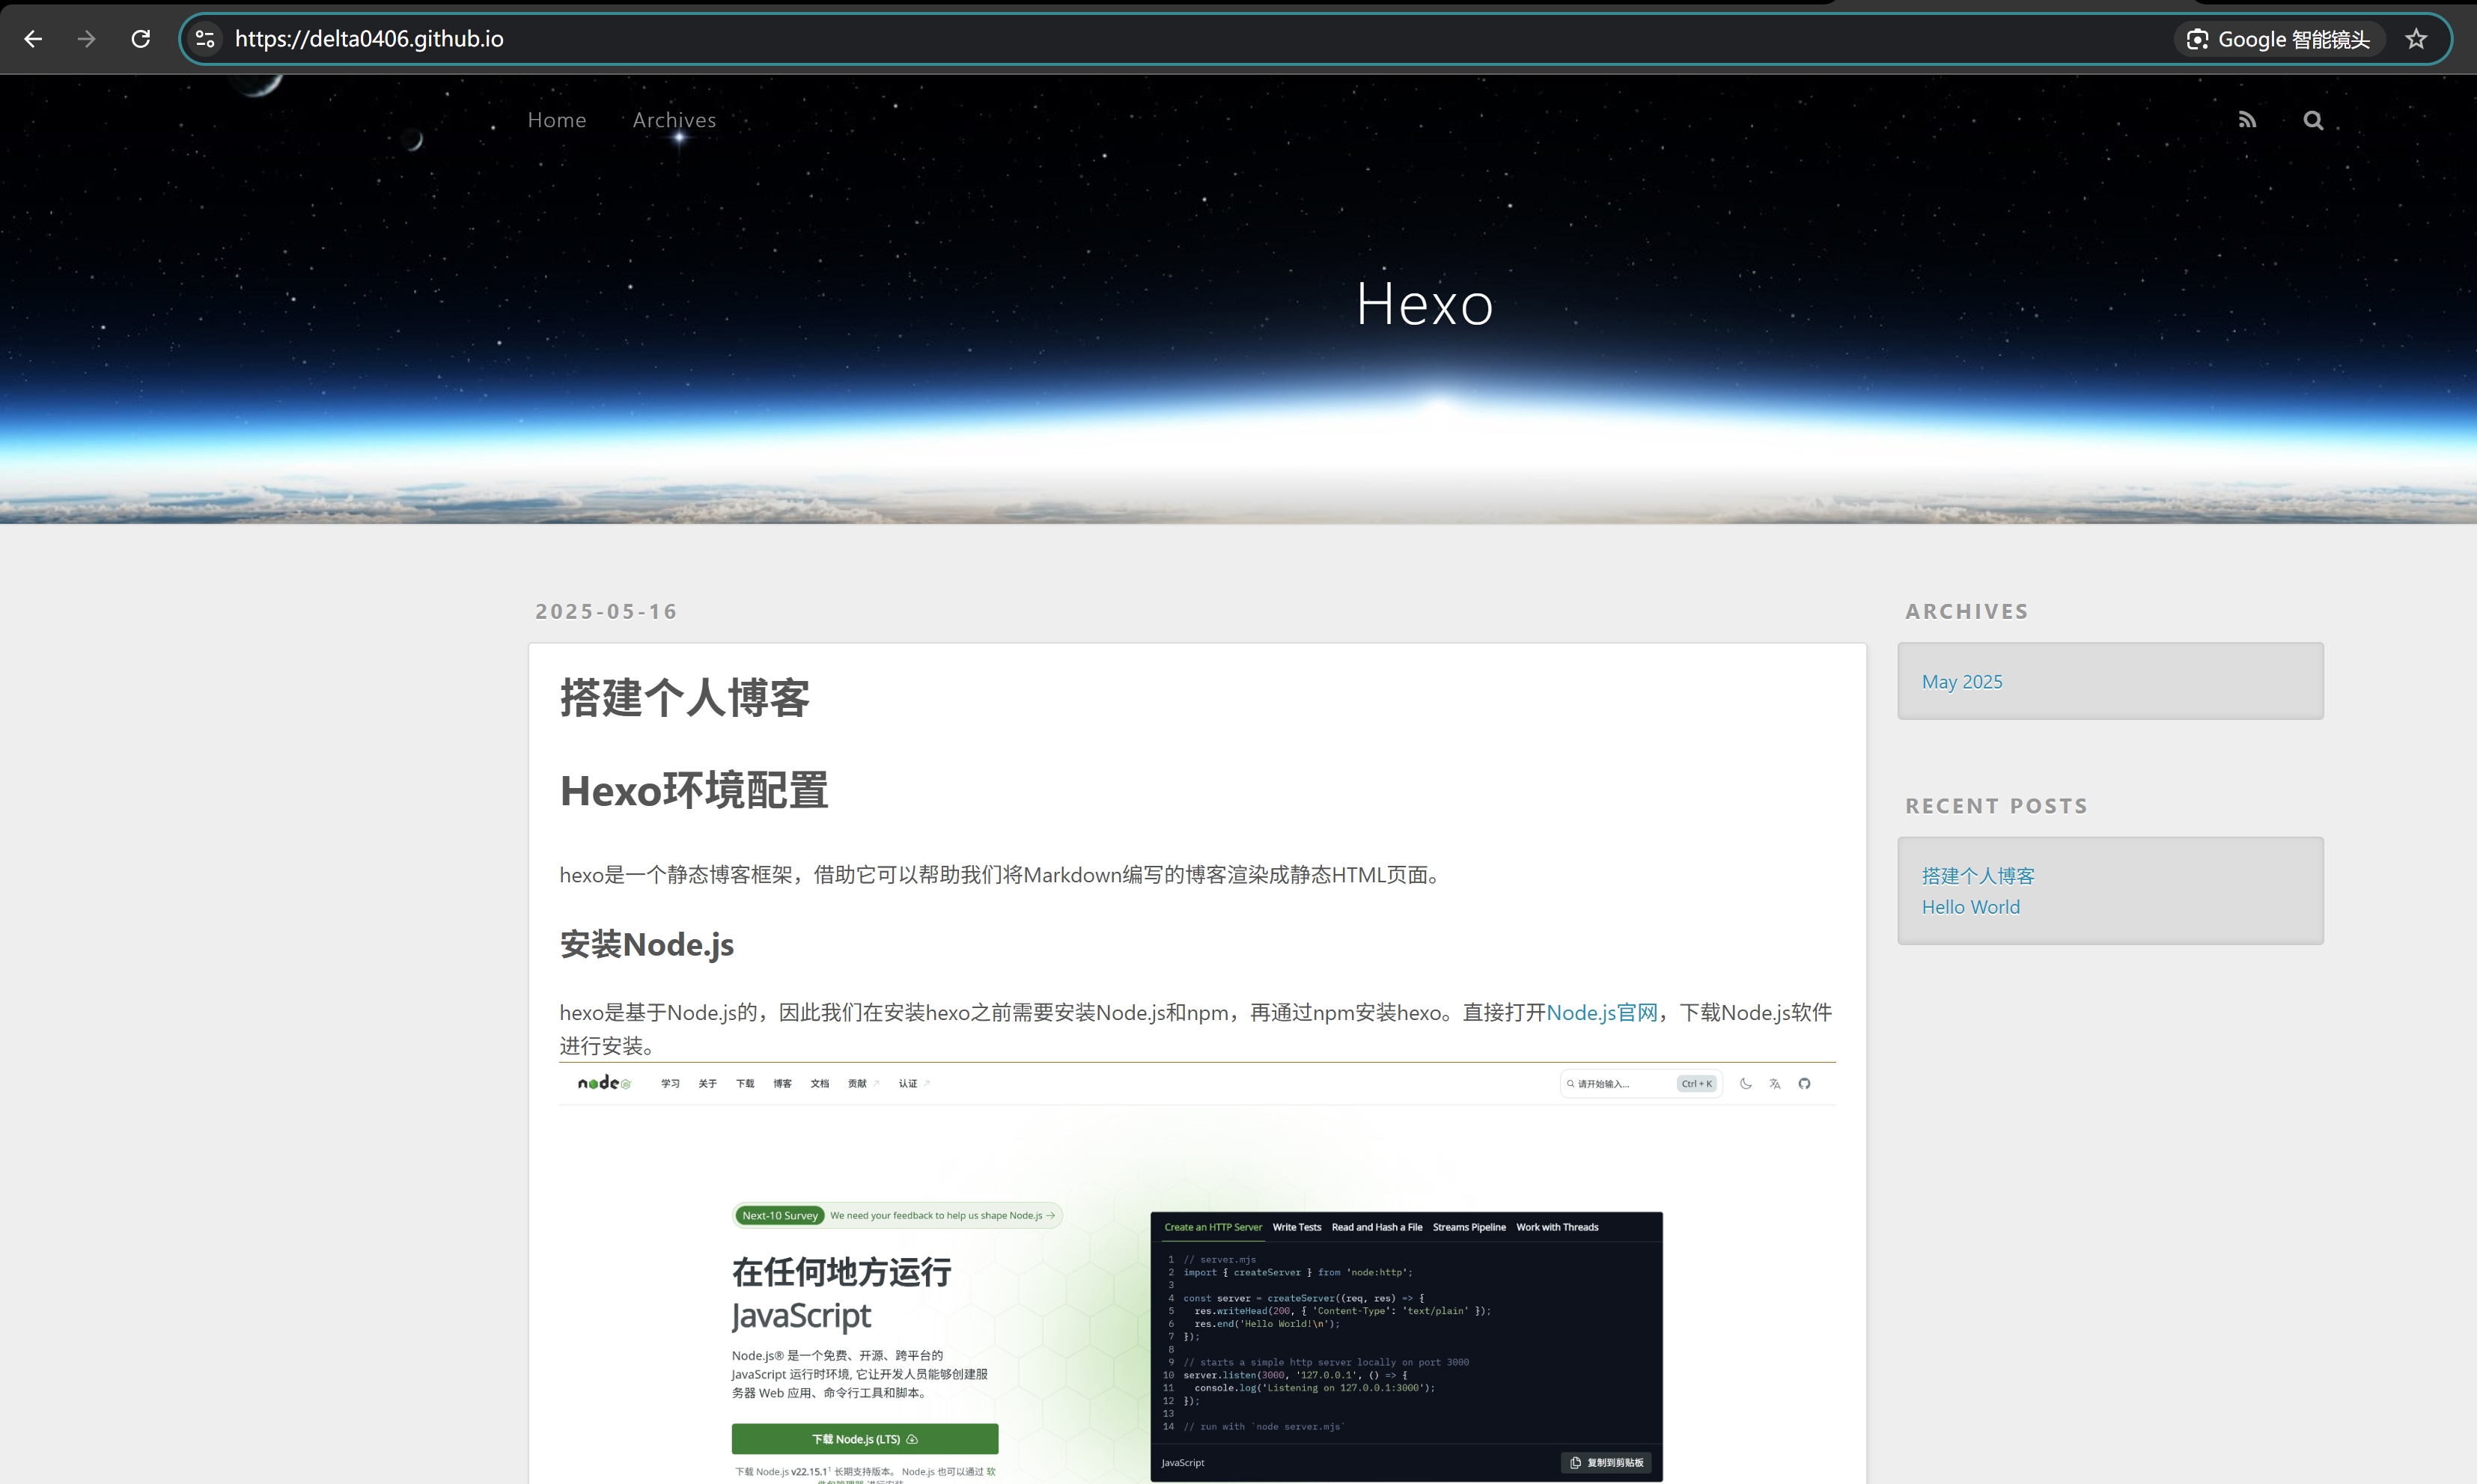 https://delta0406.github.io
Google 智能镜头
Home
Archives
Hexo
2025-05-16
搭建个人博客
Hexo环境配置
hexo是一个静态博客框架，借助它可以帮助我们将Markdown编写的博客渲染成静态HTML页面。
安装Node.js
hexo是基于Node.js的，因此我们在安装hexo之前需要安装Node.js和npm，再通过npm安装hexo。直接打开Node.js官网，下载Node.js软件
进行安装。
node
学习 关于 下载 博客 文档 贡献 认证
请开始输入... Ctrl + K
Next-10 Survey We need your feedback to help us shape Node.js →
在任何地方运行
JavaScript
Node.js® 是一个免费、开源、跨平台的
JavaScript 运行时环境, 它让开发人员能够创建服
务器 Web 应用、命令行工具和脚本。
下载 Node.js (LTS)
下载 Node.js v22.15.1¹ 长期支持版本。 Node.js 也可以通过 软
Create an HTTP Server Write Tests Read and Hash a File Streams Pipeline Work with Threads
1 // server.mjs
2 import { createServer } from 'node:http';
3
4 const server = createServer((req, res) => {
5 res.writeHead(200, { 'Content-Type': 'text/plain' });
6 res.end('Hello World!\n');
7 });
8
9 // starts a simple http server locally on port 3000
10 server.listen(3000, '127.0.0.1', () => {
11 console.log('Listening on 127.0.0.1:3000');
12 });
13
14 // run with `node server.mjs`
JavaScript
复制到剪贴板
ARCHIVES
May 2025
RECENT POSTS
搭建个人博客
Hello World